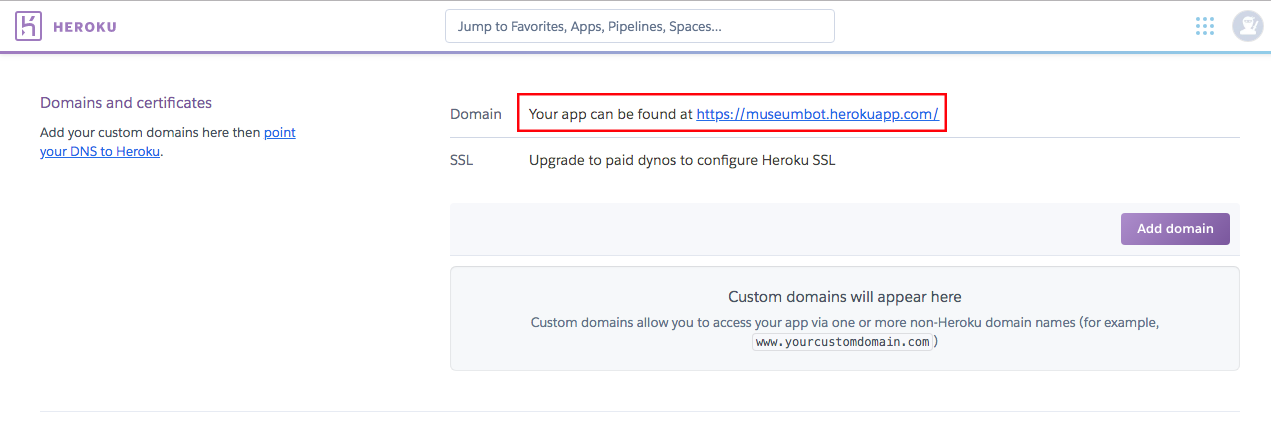 HEROKU
Jump to Favorites, Apps, Pipelines, Spaces...
Domains and certificates
Add your custom domains here then point
your DNS to Heroku.
Domain Your app can be found at https://museumbot.herokuapp.com/
SSL Upgrade to paid dynos to configure Heroku SSL
Add domain
Custom domains will appear here
Custom domains allow you to access your app via one or more non-Heroku domain names (for example,
www.yourcustomdomain.com)